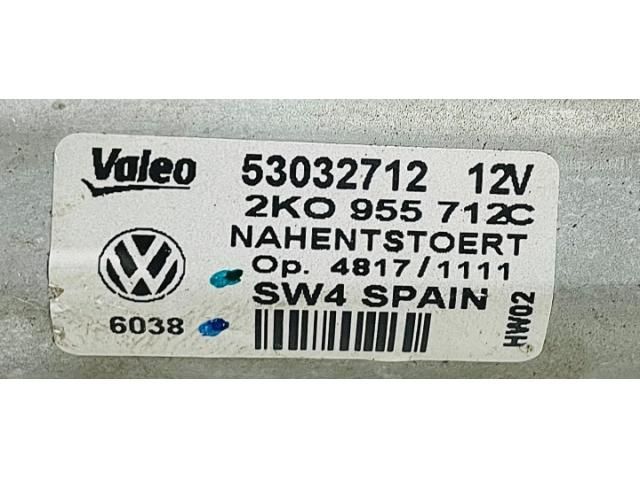 Valeo 53032712 12V
2KO 955 712C
NAHENTSTOERT
Op. 4817/1111
SW4 SPAIN
6038
HW02